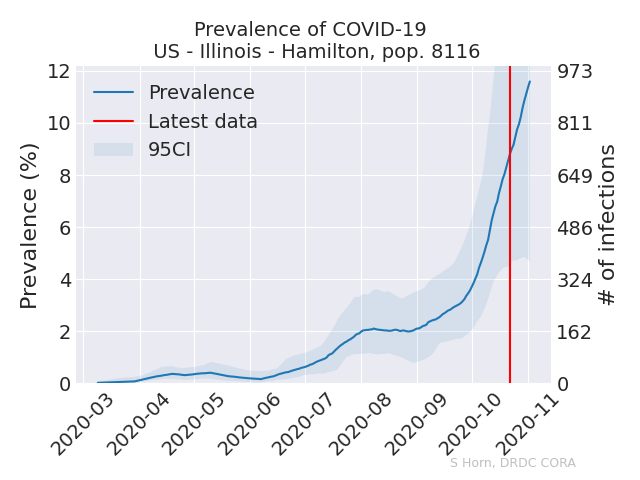 Prevalence of COVID-19
US - Illinois - Hamilton, pop. 8116
Prevalence
Latest data
95CI
Prevalence (%)
12
10
8
6
4
2
0
973
811
649
486
324
162
0
# of infections
2020-03
2020-04
2020-05
2020-06
2020-07
2020-08
2020-09
2020-10
2020-11
S Horn, DRDC CORA